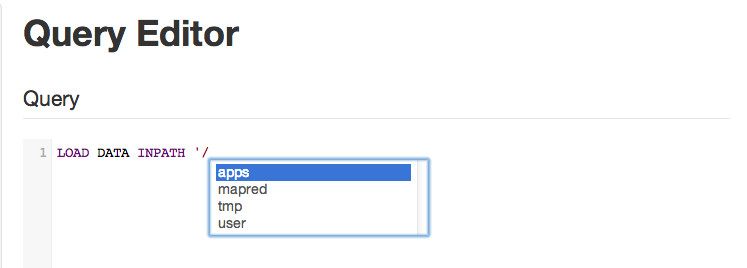 Query Editor
Query
1 LOAD DATA INPATH '/
apps
mapred
tmp
user